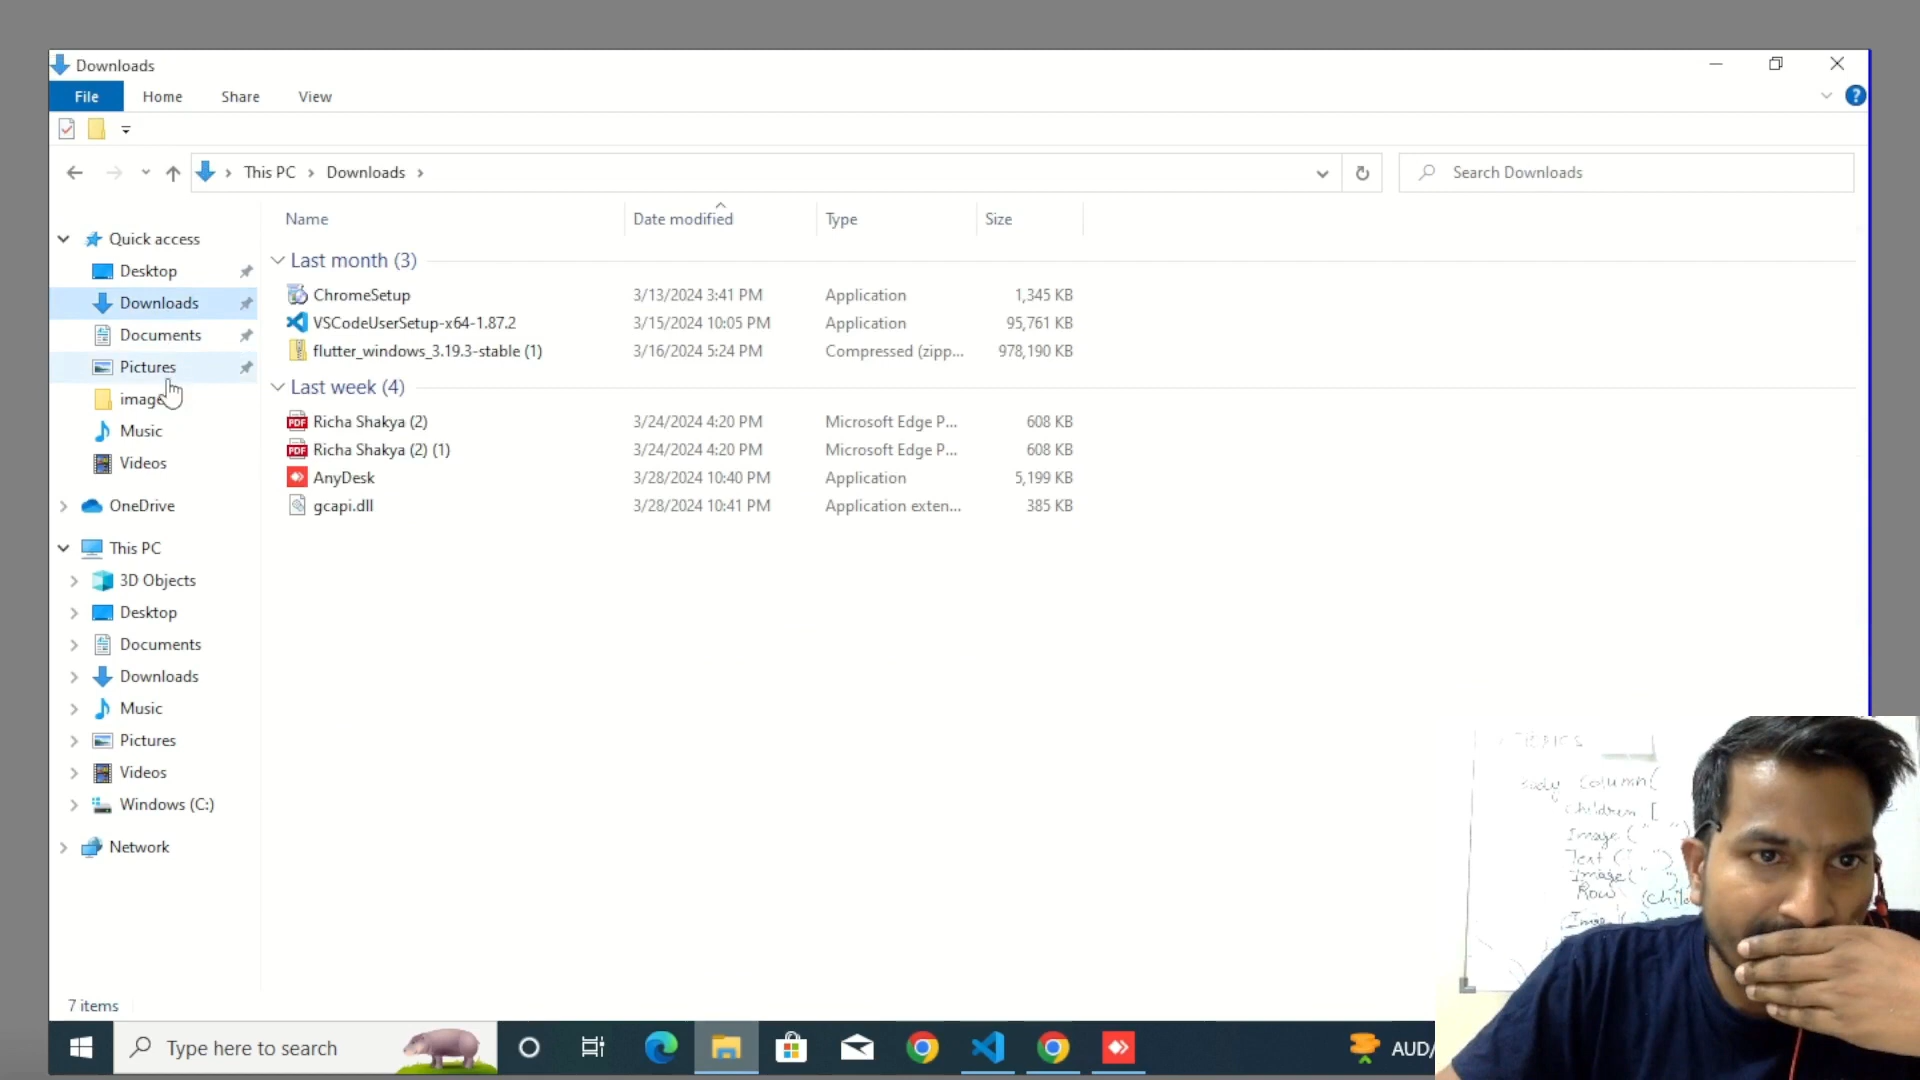 Downloads
File Home Share View
This PC Downloads
Search Downloads
Name Date modified Type Size
Quick access
Desktop
Downloads
Documents
Pictures
Music
Videos
OneDrive
This PC
3D Objects
Desktop
Documents
Downloads
Music
Pictures
Videos
Windows (C:)
Network
Last month (3)
ChromeSetup 3/13/2024 3:41 PM Application 1,345 KB
VSCodeUserSetup-x64-1.87.2 3/15/2024 10:05 PM Application 95,761 KB
flutter_windows_3.19.3-stable (1) 3/16/2024 5:24 PM Compressed (zipp... 978,190 KB
Last week (4)
Richa Shakya (2) 3/24/2024 4:20 PM Microsoft Edge P... 608 KB
Richa Shakya (2) (1) 3/24/2024 4:20 PM Microsoft Edge P... 608 KB
AnyDesk 3/28/2024 10:40 PM Application 5,199 KB
gcapi.dll 3/28/2024 10:41 PM Application exten... 385 KB
7 items
Type here to search
AUD/
Column(
Children [
Image (" ")
Text (" ")
Image(" ")
Row